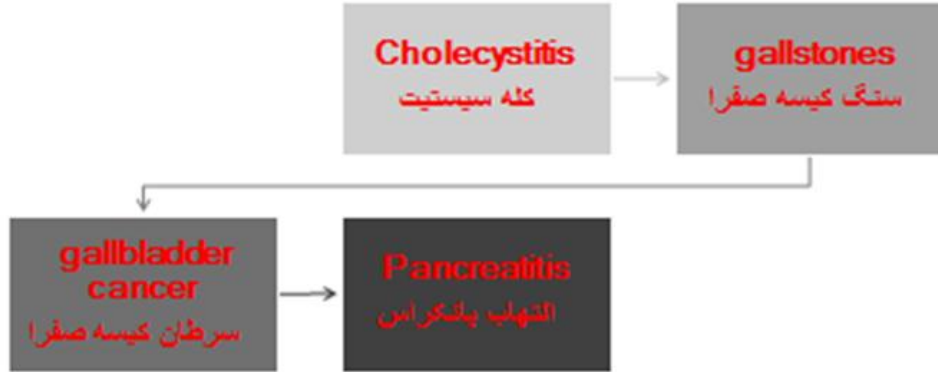 Cholecystitis
کله سیستیت
gallstones
سنگ کیسه صفرا
gallbladder
cancer
سرطان کیسه صفرا
Pancreatitis
التهاب پانکراس